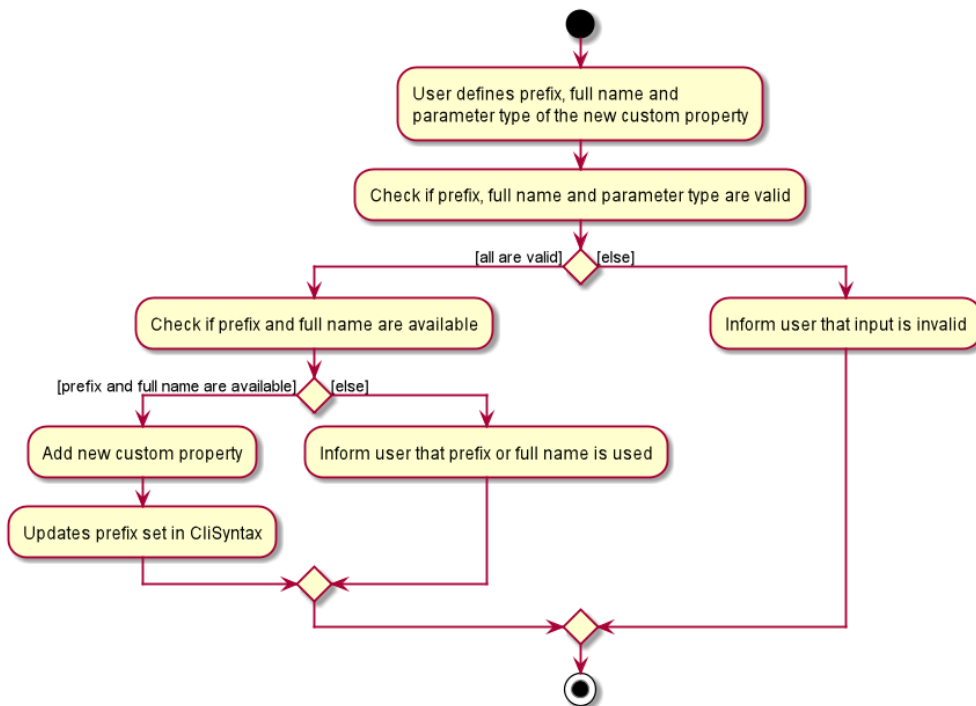 User defines prefix, full name and
parameter type of the new custom property
Check if prefix, full name and parameter type are valid
[all are valid]
[else]
Check if prefix and full name are available
Inform user that input is invalid
[prefix and full name are available]
[else]
Add new custom property
Inform user that prefix or full name is used
Updates prefix set in CliSyntax